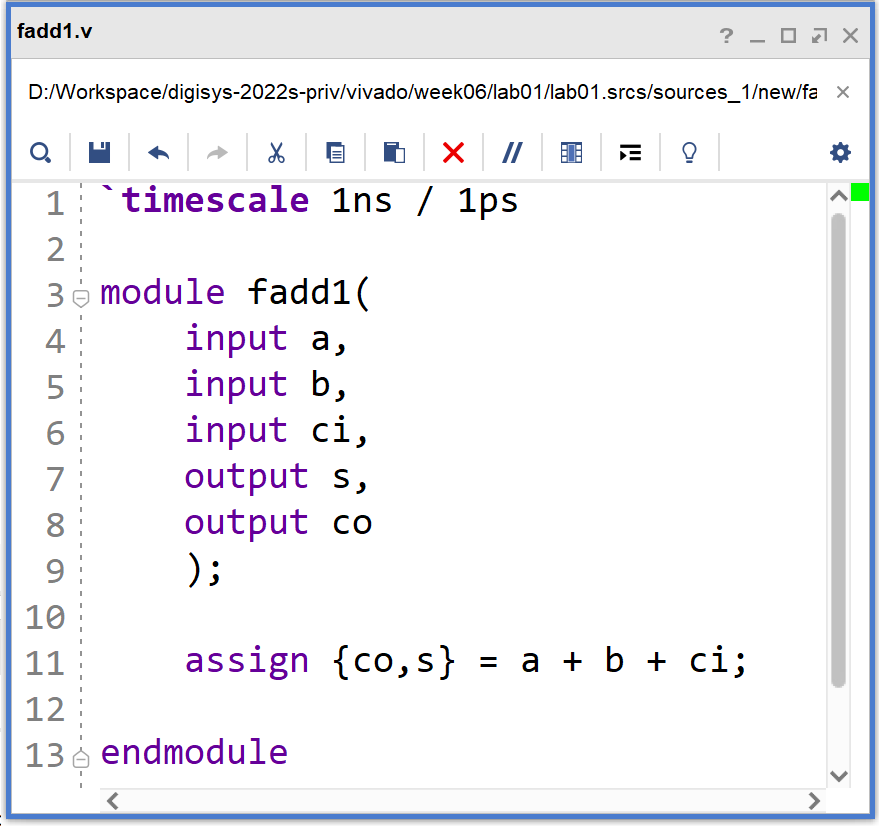 fadd1.v
?
D:/Workspace/digisys-2022s-priv/vivado/week06/lab01/lab01.srcs/sources_1/new/fa
1 `timescale 1ns / 1ps
2
3 module fadd1(
4     input a,
5     input b,
6     input ci,
7     output s,
8     output co
9     );
10
11     assign {co,s} = a + b + ci;
12
13 endmodule